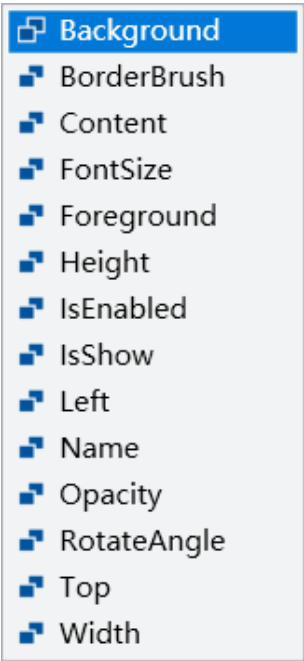 Background
BorderBrush
Content
FontSize
Foreground
Height
IsEnabled
IsShow
Left
Name
Opacity
RotateAngle
Top
Width